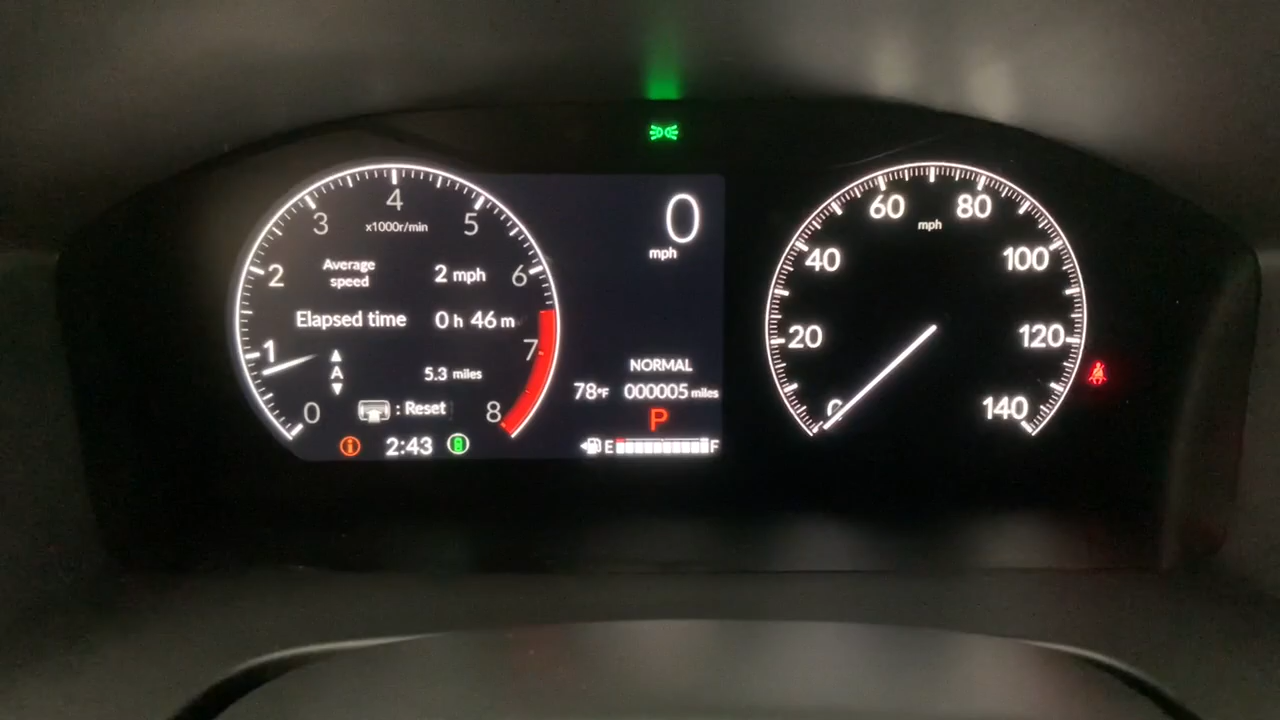 0
mph
4
x1000r/min
3
5
2
6
1
7
0
8
Average speed 2 mph
Elapsed time 0 h 46 m
A
5.3 miles
: Reset
2:43
NORMAL
78°F 000005 miles
P
E F
60
80
mph
40
100
20
120
0
140